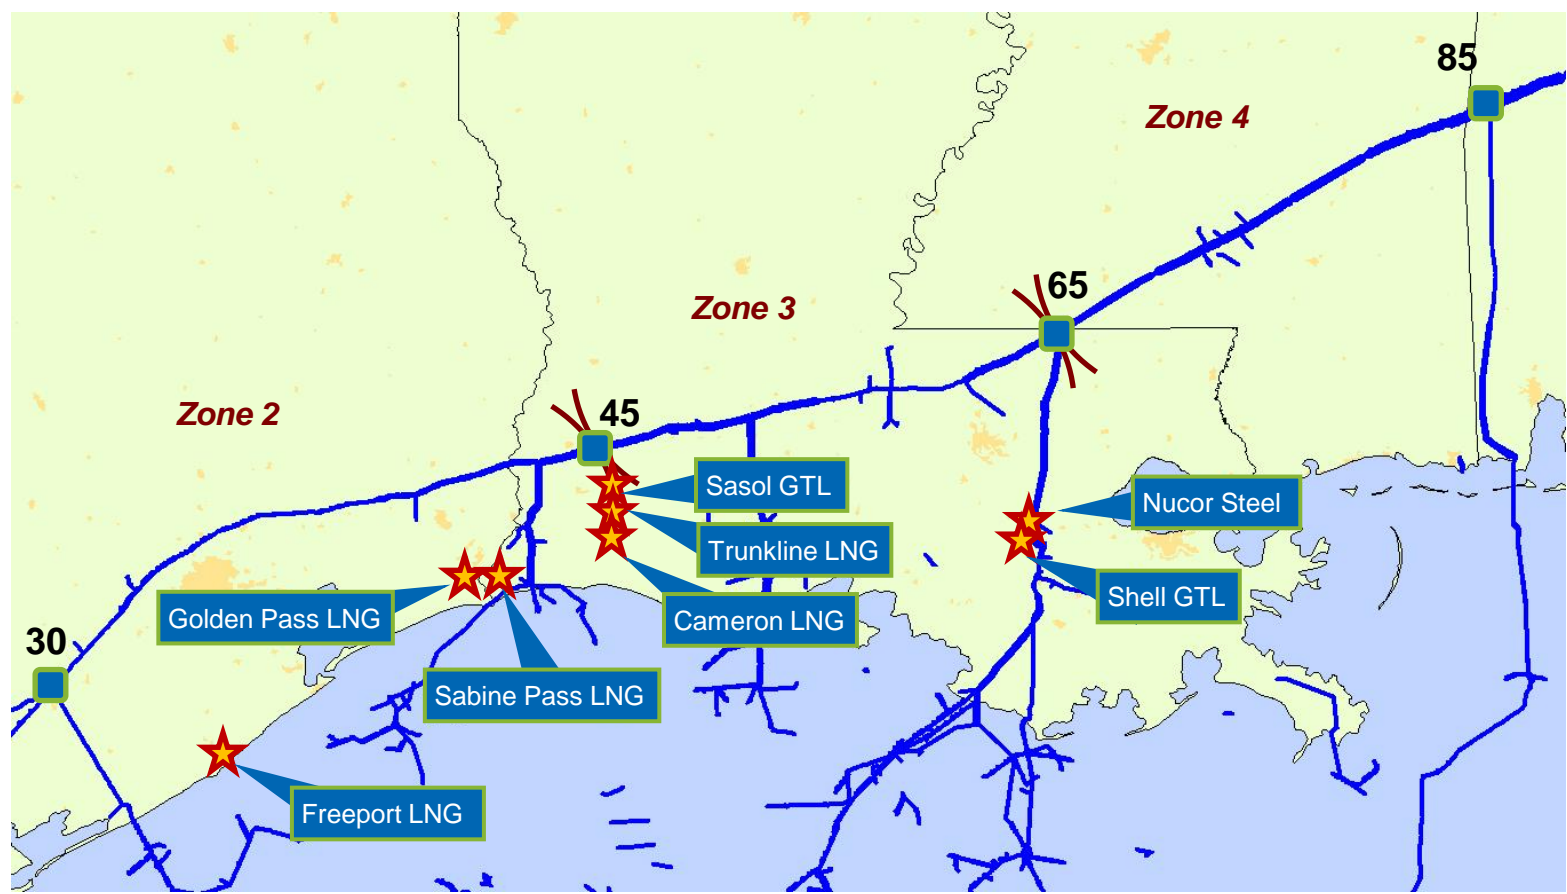 85
Zone 4
65
Zone 3
Zone 2
45
Sasol GTL
Nucor Steel
Trunkline LNG
Shell GTL
Golden Pass LNG
Cameron LNG
30
Sabine Pass LNG
Freeport LNG